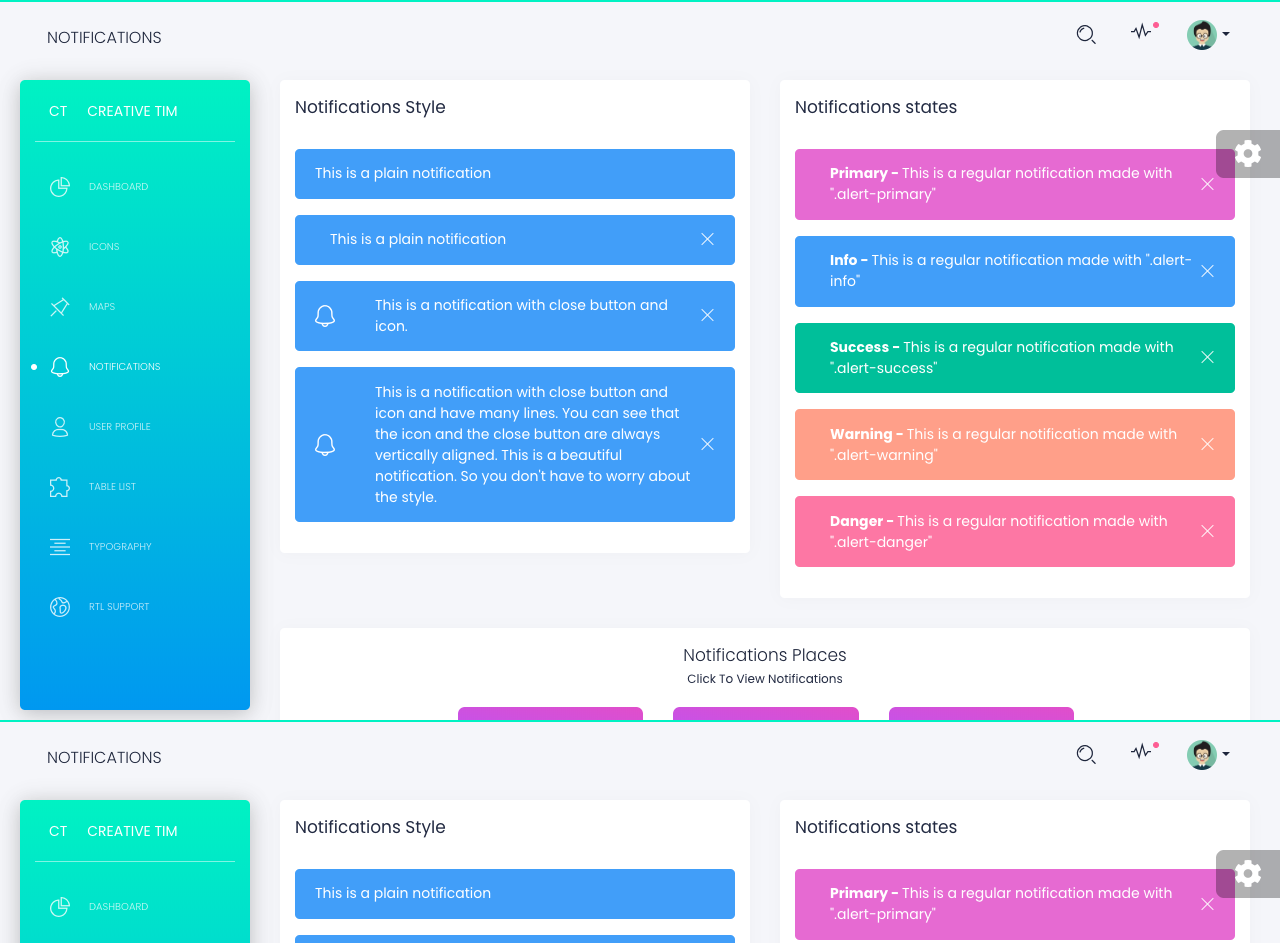 NOTIFICATIONS
CT CREATIVE TIM
DASHBOARD
ICONS
MAPS
NOTIFICATIONS
USER PROFILE
TABLE LIST
TYPOGRAPHY
RTL SUPPORT
Notifications Style
This is a plain notification
This is a plain notification
This is a notification with close button and
icon.
This is a notification with close button and
icon and have many lines. You can see that
the icon and the close button are always
vertically aligned. This is a beautiful
notification. So you don't have to worry about
the style.
Notifications states
Primary - This is a regular notification made with
".alert-primary"
Info - This is a regular notification made with ".alert-
info"
Success - This is a regular notification made with
".alert-success"
Warning - This is a regular notification made with
".alert-warning"
Danger - This is a regular notification made with
".alert-danger"
Notifications Places
Click To View Notifications
NOTIFICATIONS
CT CREATIVE TIM
DASHBOARD
Notifications Style
This is a plain notification
Notifications states
Primary - This is a regular notification made with
".alert-primary"